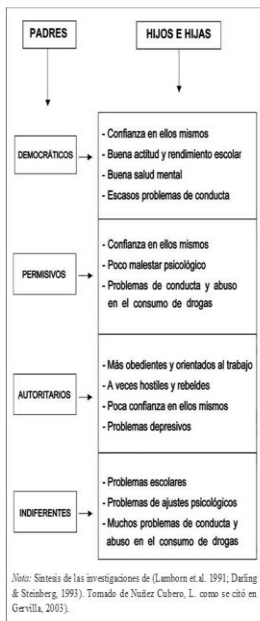 PADRES
HIJOS E HIJAS
DEMOCRÁTICOS
- Confianza en ellos mismos
- Buena actitud y rendimiento escolar
- Buena salud mental
- Escasos problemas de conducta
PERMISIVOS
- Confianza en ellos mismos
- Poco malestar psicológico
- Problemas de conducta y abuso
en el consumo de drogas
AUTORITARIOS
- Más obedientes y orientados al trabajo
- A veces hostiles y rebeldes
- Poca confianza en ellos mismos
- Problemas depresivos
INDIFERENTES
- Problemas escolares
- Problemas de ajustes psicológicos
- Muchos problemas de conducta y
abuso en el consumo de drogas
Nota: Síntesis de las investigaciones de (Lamborn et.al. 1991; Darling
& Steinberg, 1993). Tomado de Nuñez Cubero, L. como se citó en
Gervilla, 2003).